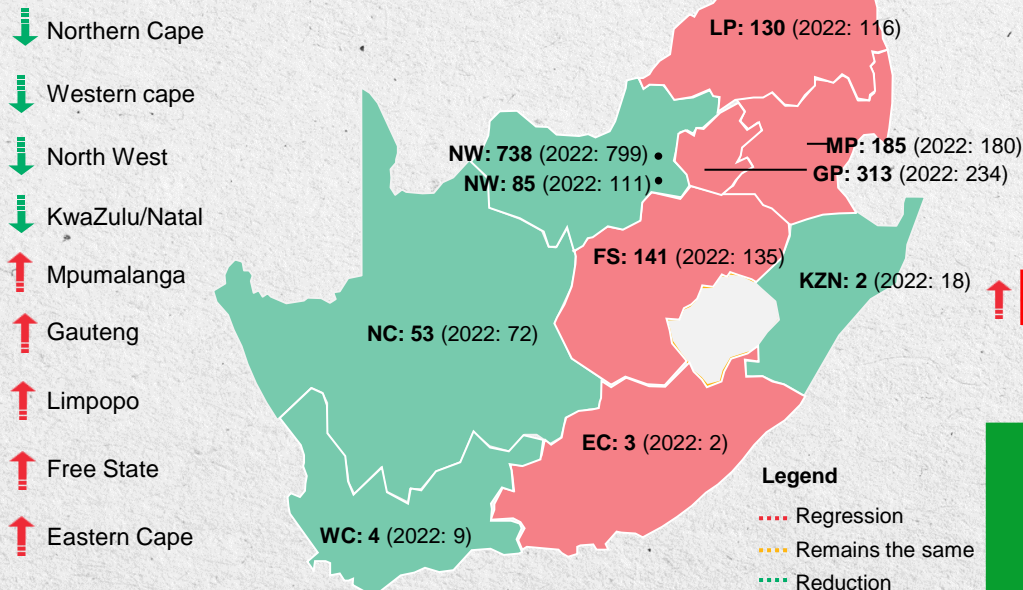 Northern Cape
Western cape
North West
KwaZulu/Natal
Mpumalanga
Gauteng
Limpopo
Free State
Eastern Cape
LP: 130 (2022: 116)
NW: 738 (2022: 799)
NW: 85 (2022: 111)
MP: 185 (2022: 180)
GP: 313 (2022: 234)
FS: 141 (2022: 135)
KZN: 2 (2022: 18)
NC: 53 (2022: 72)
EC: 3 (2022: 2)
WC: 4 (2022: 9)
Legend
Regression
Remains the same
Reduction